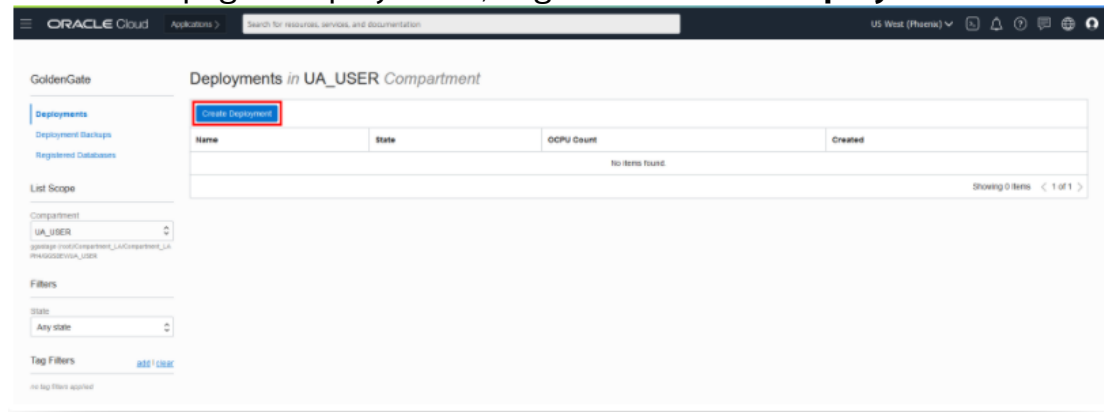 ORACLE Cloud Applications > Search for resources, services, and documentation US West (Phoenix)
GoldenGate
Deployments
Deployment Backups
Registered Databases
List Scope
Compartment
UA_USER
Filters
State
Any state
Tag Filters add | clear
no tag filters applied
Deployments in UA_USER Compartment
Create Deployment
Name State OCPU Count Created
No items found.
Showing 0 items < 1 of 1 >